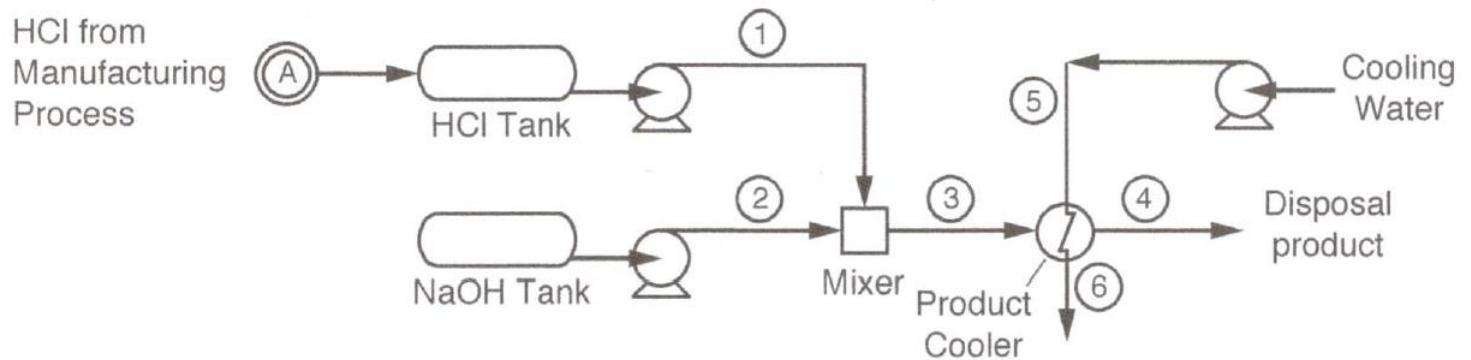 HCl from
Manufacturing
Process
A
HCl Tank
1
5
Cooling
Water
2
3
4
Disposal
product
NaOH Tank
Mixer
Product
Cooler
6